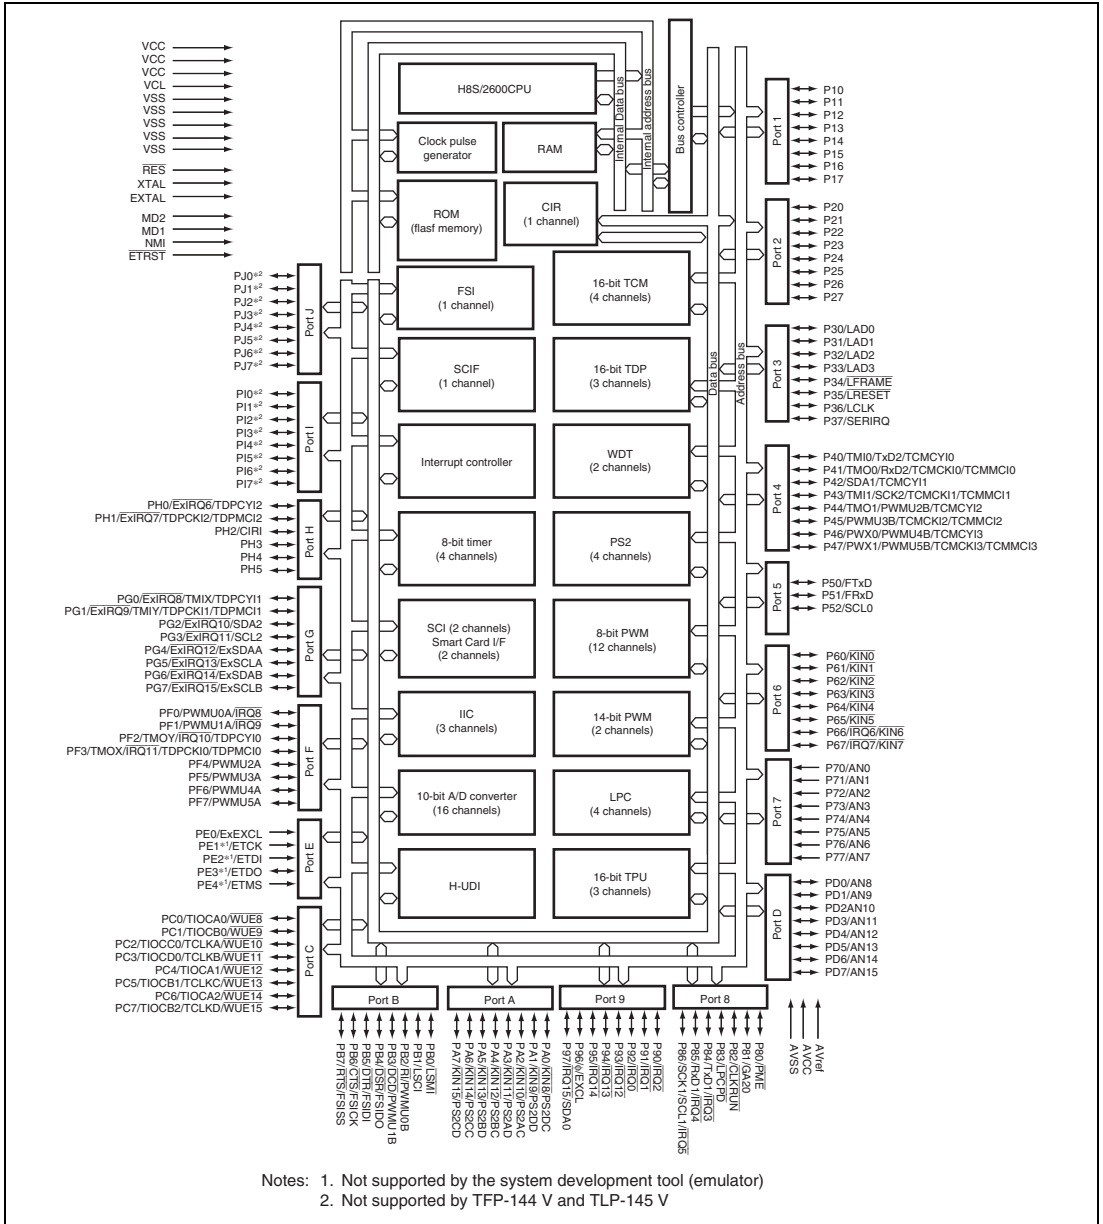 VCC
VCC
VCC
VCL
VSS
VSS
VSS
VSS
VSS
RES
XTAL
EXTAL
MD2
MD1
NMI
ETRST
H8S/2600CPU
Clock pulse
generator
RAM
ROM
(flasf memory)
CIR
(1 channel)
Internal Data bus
Internal address bus
Bus controller
FSI
(1 channel)
16-bit TCM
(4 channels)
SCIF
(1 channel)
16-bit TDP
(3 channels)
Data bus
Address bus
Interrupt controller
WDT
(2 channels)
8-bit timer
(4 channels)
PS2
(4 channels)
SCI (2 channels)
Smart Card I/F
(2 channels)
8-bit PWM
(12 channels)
IIC
(3 channels)
14-bit PWM
(2 channels)
10-bit A/D converter
(16 channels)
LPC
(4 channels)
H-UDI
16-bit TPU
(3 channels)
PJ0*2
PJ1*2
PJ2*2
PJ3*2
PJ4*2
PJ5*2
PJ6*2
PJ7*2
Port J
PI0*2
PI1*2
PI2*2
PI3*2
PI4*2
PI5*2
PI6*2
PI7*2
Port I
PH0/ExIRQ6/TDPCYI2
PH1/ExIRQ7/TDPCKI2/TDPMCI2
PH2/CIRI
PH3
PH4
PH5
Port H
PG0/ExIRQ8/TMIX/TDPCYI1
PG1/ExIRQ9/TMIY/TDPCKI1/TDPMCI1
PG2/ExIRQ10/SDA2
PG3/ExIRQ11/SCL2
PG4/ExIRQ12/ExSDAA
PG5/ExIRQ13/ExSCLA
PG6/ExIRQ14/ExSDAB
PG7/ExIRQ15/ExSCLB
Port G
PF0/PWMU0A/IRQ8
PF1/PWMU1A/IRQ9
PF2/TMOY/IRQ10/TDPCYI0
PF3/TMOX/IRQ11/TDPCKI0/TDPMCI0
PF4/PWMU2A
PF5/PWMU3A
PF6/PWMU4A
PF7/PWMU5A
Port F
PE0/ExEXCL
PE1*1/ETCK
PE2*1/ETDI
PE3*1/ETDO
PE4*1/ETMS
Port E
PC0/TIOCA0/WUE8
PC1/TIOCB0/WUE9
PC2/TIOCC0/TCLKA/WUE10
PC3/TIOCD0/TCLKB/WUE11
PC4/TIOCA1/WUE12
PC5/TIOCB1/TCLKC/WUE13
PC6/TIOCA2/WUE14
PC7/TIOCB2/TCLKD/WUE15
Port C
Port 1
P10
P11
P12
P13
P14
P15
P16
P17
Port 2
P20
P21
P22
P23
P24
P25
P26
P27
Port 3
P30/LAD0
P31/LAD1
P32/LAD2
P33/LAD3
P34/LFRAME
P35/LRESET
P36/LCLK
P37/SERIRQ
Port 4
P40/TMI0/TxD2/TCMCYI0
P41/TMO0/RxD2/TCMCKI0/TCMMCI0
P42/SDA1/TCMCYI1
P43/TMI1/SCK2/TCMCKI1/TCMMCI1
P44/TMO1/PWMU2B/TCMCYI2
P45/PWMU3B/TCMCKI2/TCMMCI2
P46/PWX0/PWMU4B/TCMCYI3
P47/PWX1/PWMU5B/TCMCKI3/TCMMCI3
Port 5
P50/FTxD
P51/FRxD
P52/SCL0
Port 6
P60/KIN0
P61/KIN1
P62/KIN2
P63/KIN3
P64/KIN4
P65/KIN5
P66/IRQ6/KIN6
P67/IRQ7/KIN7
Port 7
P70/AN0
P71/AN1
P72/AN2
P73/AN3
P74/AN4
P75/AN5
P76/AN6
P77/AN7
Port D
PD0/AN8
PD1/AN9
PD2AN10
PD3/AN11
PD4/AN12
PD5/AN13
PD6/AN14
PD7/AN15
Port B
Port A
Port 9
Port 8
PB7/RTS/FSISS
PB6/CTS/FSICK
PB5/DTR/FSIDI
PB4/DSR/FSIDO
PB3/DCD/PWMU1B
PB2/RI/PWMU0B
PB1/LSCI
PB0/LSMI
PA7/KIN15/PS2CD
PA6/KIN14/PS2CC
PA5/KIN13/PS2BD
PA4/KIN12/PS2BC
PA3/KIN11/PS2AD
PA2/KIN10/PS2AC
PA1/KIN9/PS2DD
PA0/KIN8/PS2DC
P97/IRQ15/SDA0
P96/φ/EXCL
P95/IRQ14
P94/IRQ13
P93/IRQ12
P92/IRQ0
P91/IRQ1
P90/IRQ2
P86/SCK1/SCL1/IRQ5
P85/RxD1/IRQ4
P84/TxD1/IRQ3
P83/LPCPD
P82/CLKRUN
P81/GA20
P80/PME
AVSS
AVCC
AVref
Notes: 1. Not supported by the system development tool (emulator)
2. Not supported by TFP-144 V and TLP-145 V